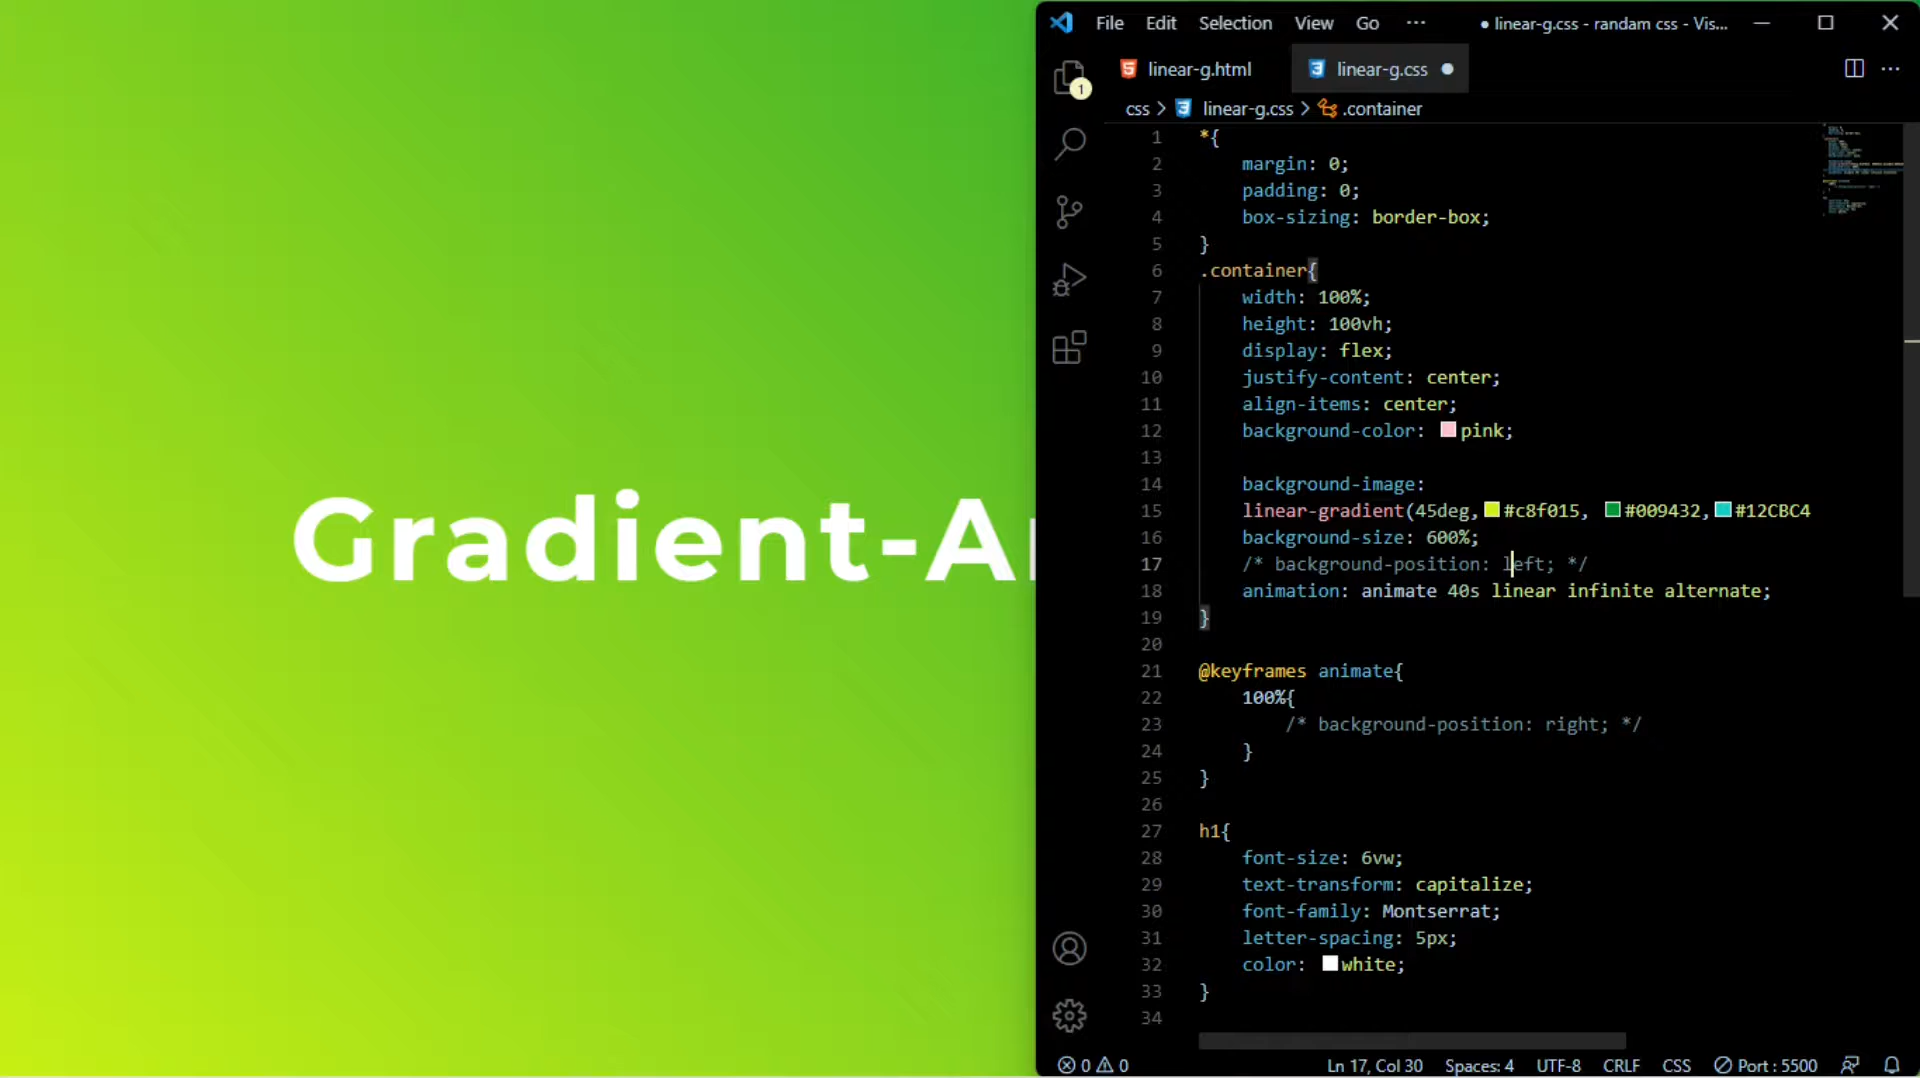 Gradient-A
File Edit Selection View Go ··· ● linear-g.css - randam css - Vis...
linear-g.html linear-g.css ●
1
css > linear-g.css > .container
1 *{
2 margin: 0;
3 padding: 0;
4 box-sizing: border-box;
5 }
6 .container{
7 width: 100%;
8 height: 100vh;
9 display: flex;
10 justify-content: center;
11 align-items: center;
12 background-color: pink;
13
14 background-image:
15 linear-gradient(45deg, #c8f015, #009432, #12CBC4
16 background-size: 600%;
17 /* background-position: left; */
18 animation: animate 40s linear infinite alternate;
19 }
20
21 @keyframes animate{
22 100%{
23 /* background-position: right; */
24 }
25 }
26
27 h1{
28 font-size: 6vw;
29 text-transform: capitalize;
30 font-family: Montserrat;
31 letter-spacing: 5px;
32 color: white;
33 }
34
0 0 Ln 17, Col 30 Spaces: 4 UTF-8 CRLF CSS Port : 5500